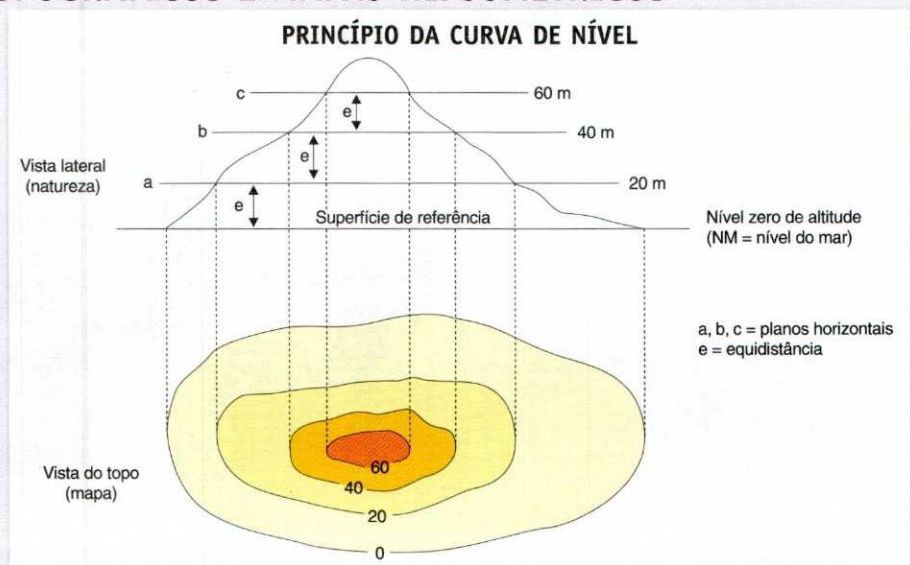 PRINCÍPIO DA CURVA DE NÍVEL
c
60 m
e
b
40 m
e
Vista lateral
(natureza)
a
20 m
e
Superfície de referência
Nível zero de altitude
(NM = nível do mar)
a, b, c = planos horizontais
e = equidistância
Vista do topo
(mapa)
60
40
20
0